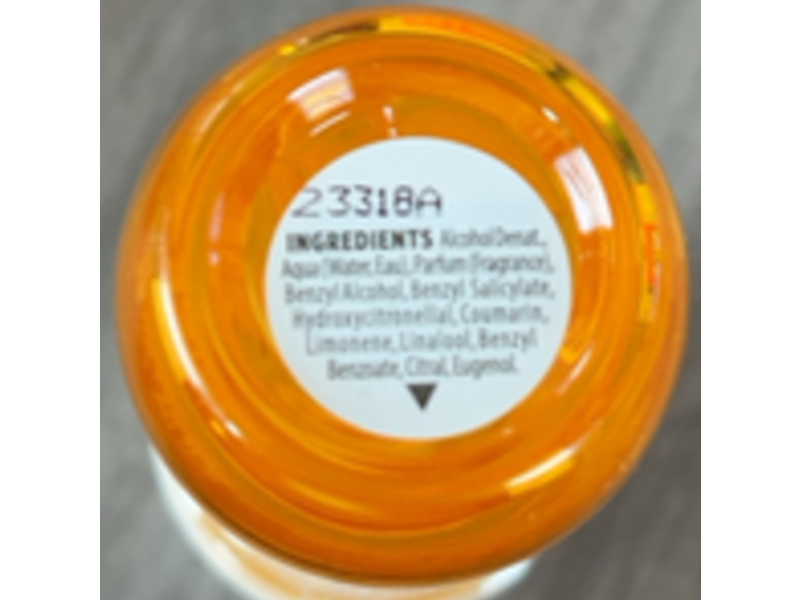 23318A
INGREDIENTS Alcohol Denat.,
Aqua (Water, Eau), Parfum (Fragrance),
Benzyl Alcohol, Benzyl Salicylate,
Hydroxycitronellal, Coumarin,
Limonene, Linalool, Benzyl
Benzoate, Citral, Eugenol.